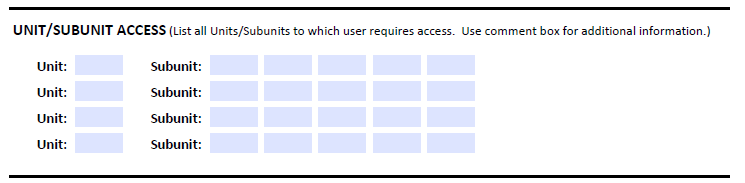 UNIT/SUBUNIT ACCESS (List all Units/Subunits to which user requires access. Use comment box for additional information.)
Unit: Subunit:
Unit: Subunit:
Unit: Subunit:
Unit: Subunit: